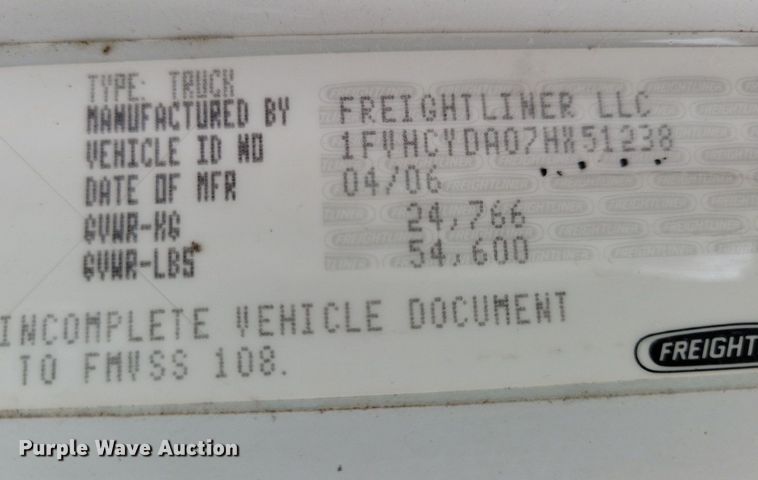 TYPE: TRUCK
MANUFACTURED BY FREIGHTLINER LLC
VEHICLE ID NO 1FVHCYDA07HW51238
DATE OF MFR 04/06
GVWR-KG 24,766
GVWR-LBS 54,600
INCOMPLETE VEHICLE DOCUMENT
TO FMVSS 108.
FREIGHT
Purple Wave Auction